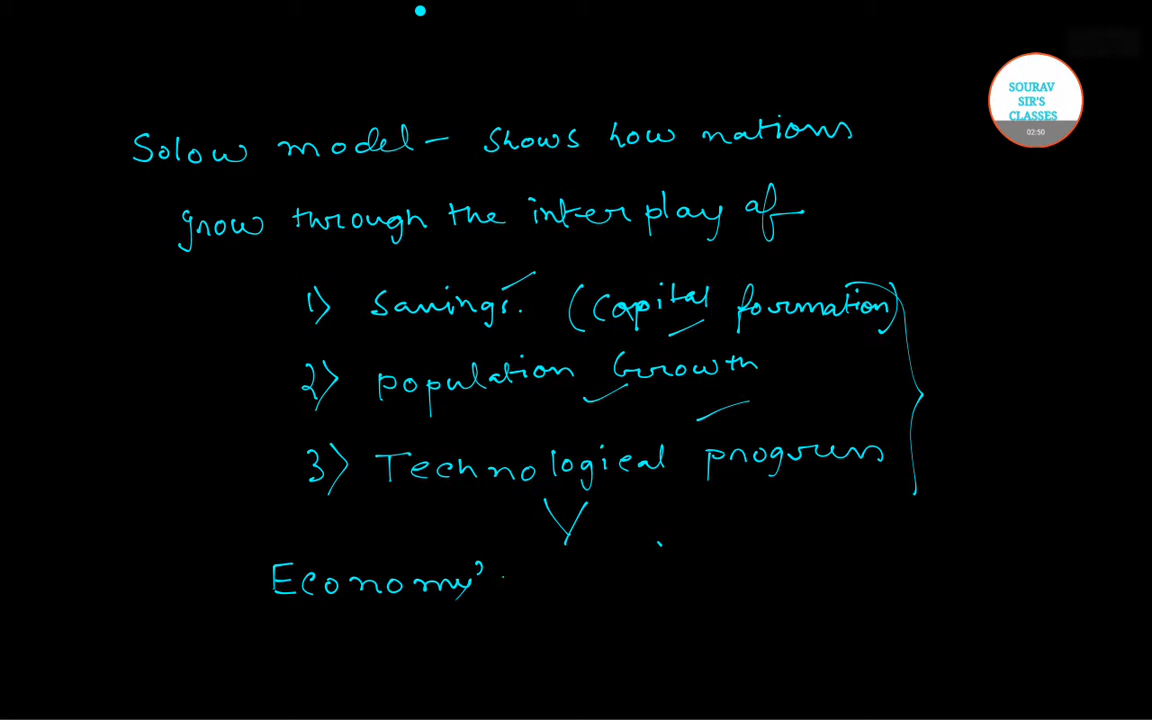 SOURAV
SIR'S
CLASSES
02:50
Solow model - shows how nations
grow through the interplay of
1) Savings. (Capital formation)
2) population Growth
3) Technological progress
Economy's